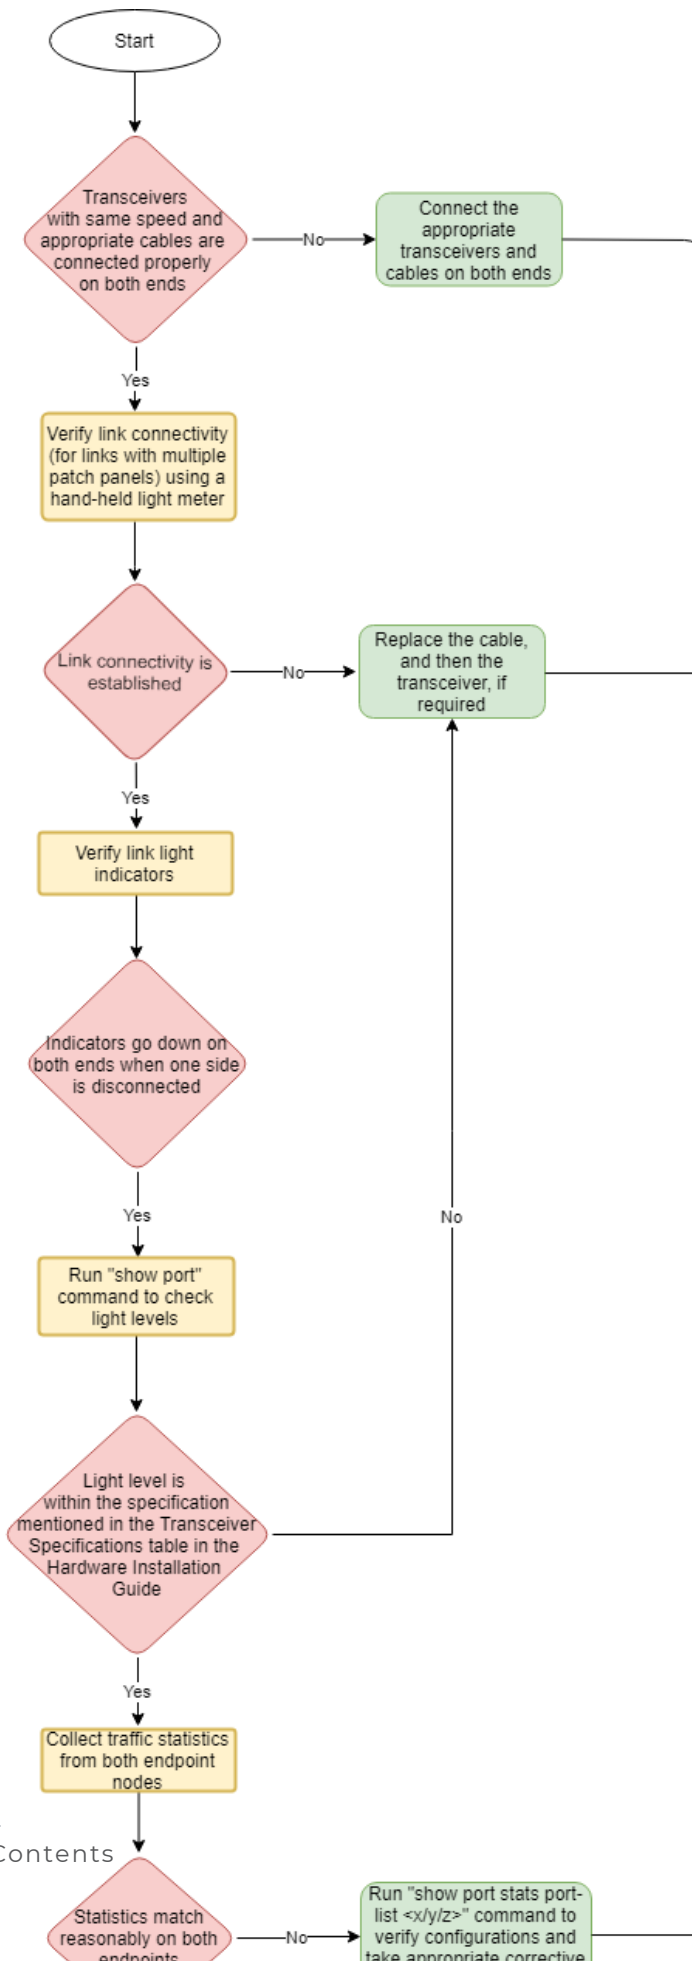 Start
Transceivers
with same speed and
appropriate cables are
connected properly
on both ends
No
Connect the
appropriate
transceivers and
cables on both ends
Yes
Verify link connectivity
(for links with multiple
patch panels) using a
hand-held light meter
Link connectivity is
established
No
Replace the cable,
and then the
transceiver, if
required
Yes
Verify link light
indicators
Indicators go down on
both ends when one side
is disconnected
Yes
No
Run "show port"
command to check
light levels
Light level is
within the specification
mentioned in the Transceiver
Specifications table in the
Hardware Installation
Guide
Yes
Collect traffic statistics
from both endpoint
nodes
Contents
Statistics match
reasonably on both
endpoints
No
Run "show port stats port-
list <x/y/z>" command to
verify configurations and
take appropriate corrective